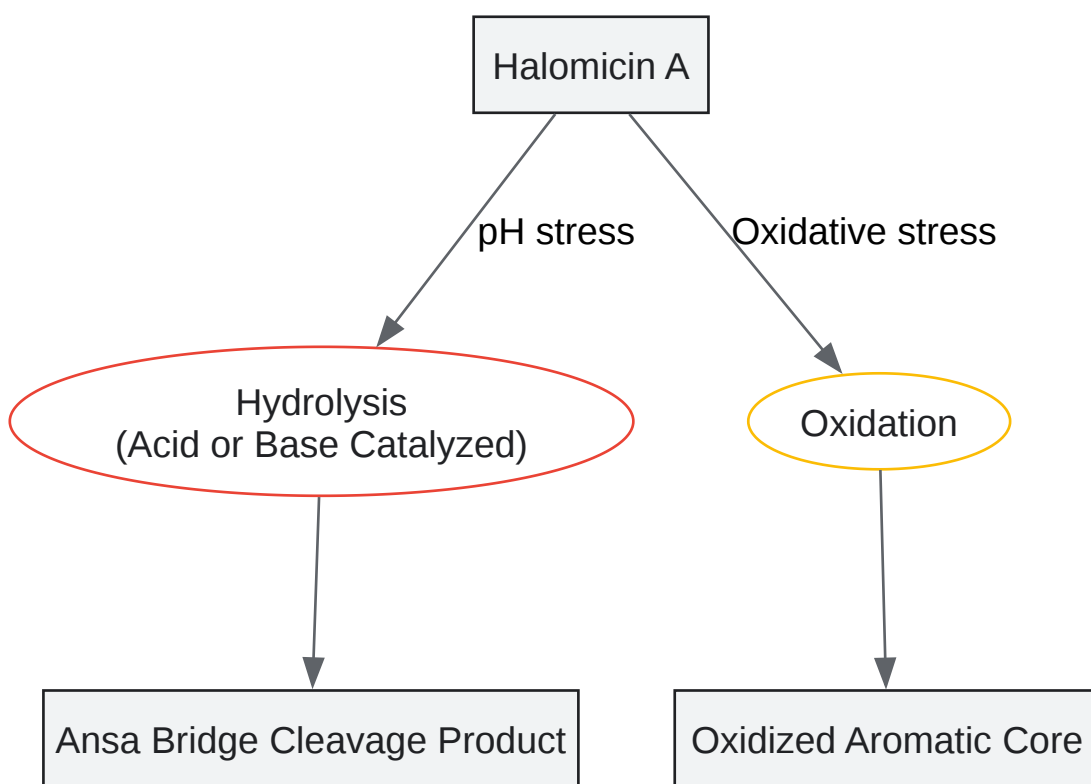 Halomicin A
pH stress
Oxidative stress
Hydrolysis
(Acid or Base Catalyzed)
Oxidation
Ansa Bridge Cleavage Product
Oxidized Aromatic Core